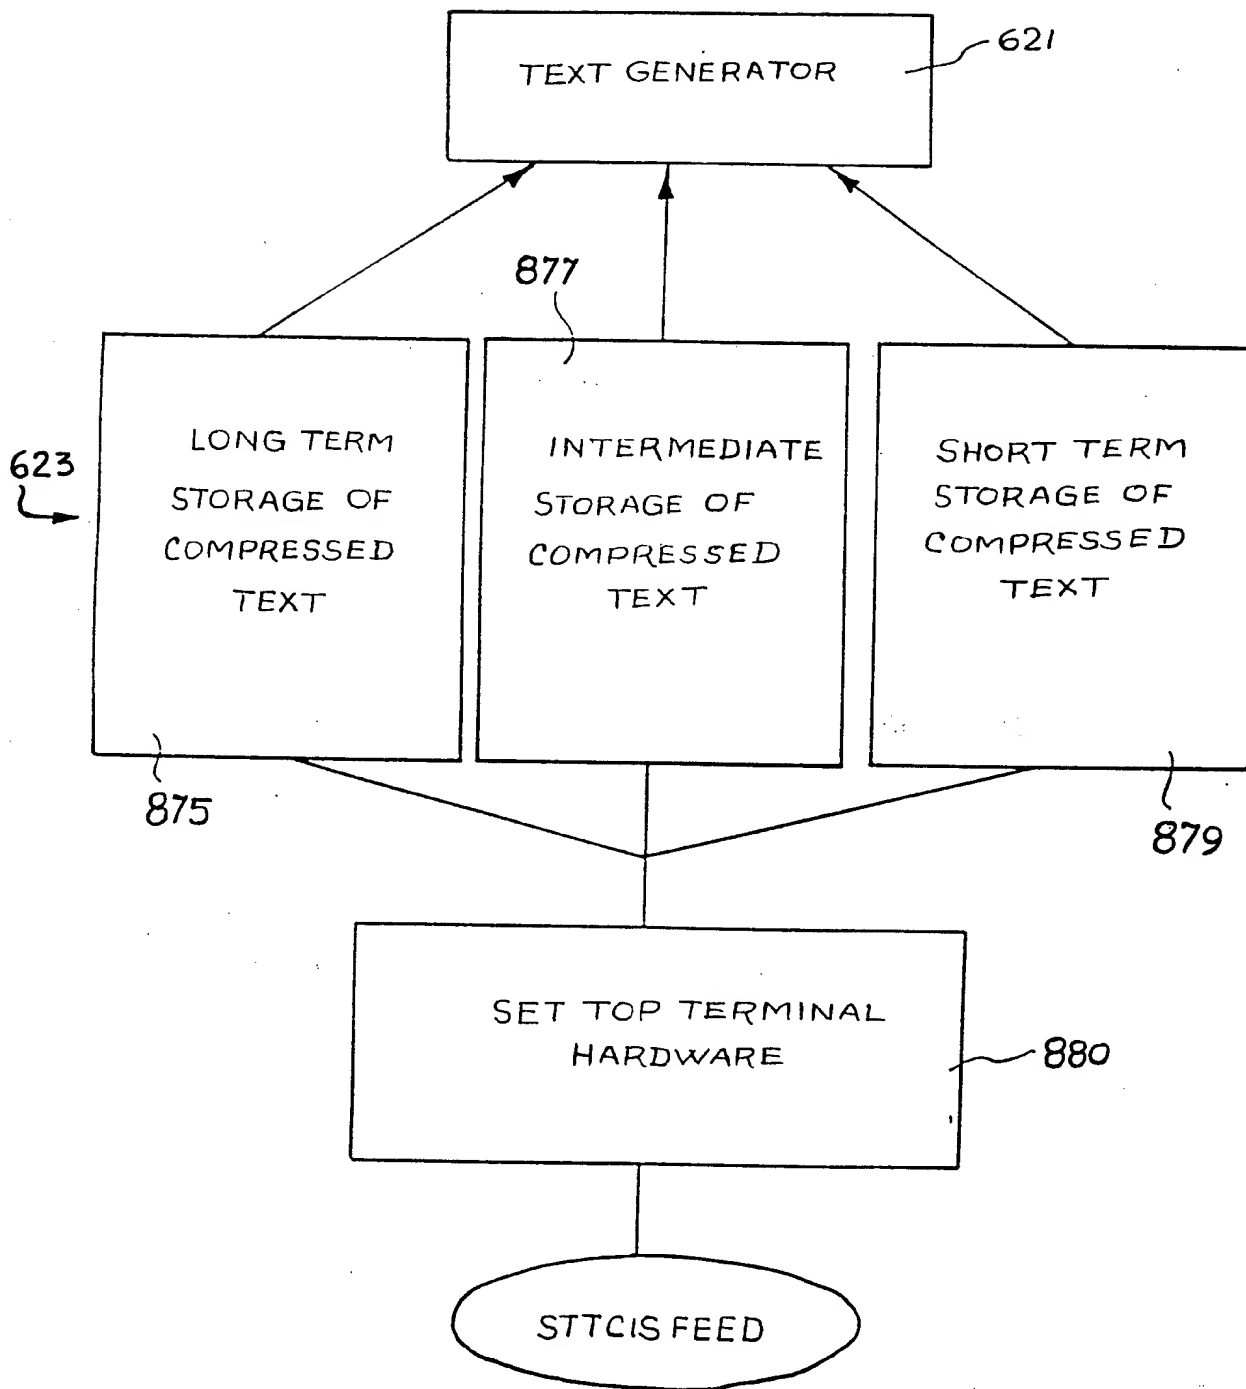 TEXT GENERATOR
621
877
623
LONG TERM
STORAGE OF
COMPRESSED
TEXT
INTERMEDIATE
STORAGE OF
COMPRESSED
TEXT
SHORT TERM
STORAGE OF
COMPRESSED
TEXT
875
879
SET TOP TERMINAL
HARDWARE
880
STTCIS FEED